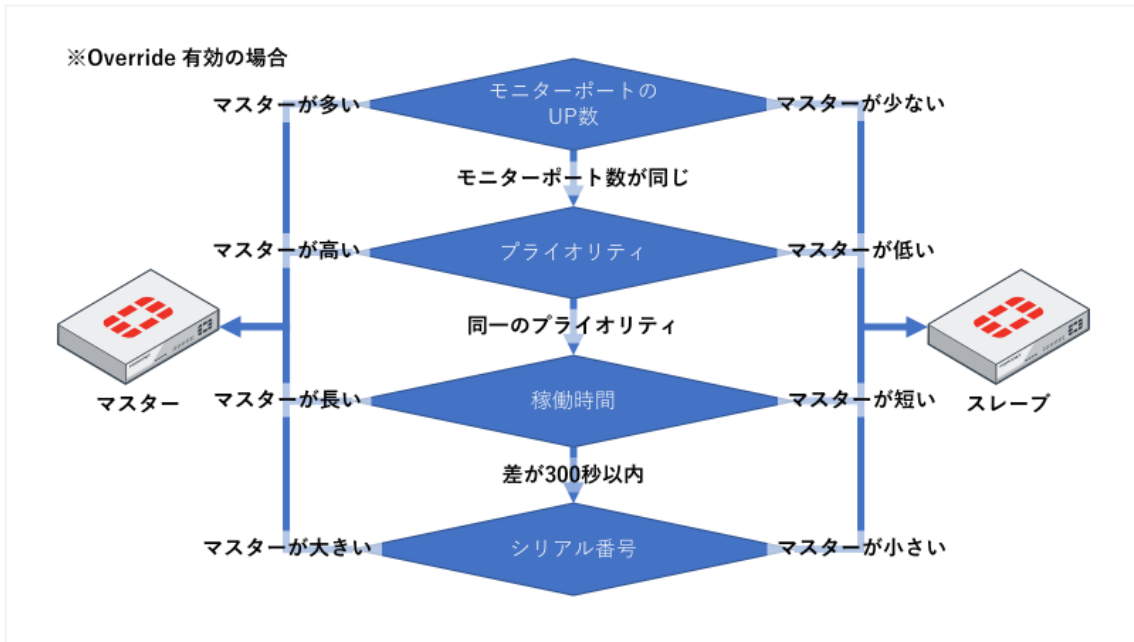 ※Override 有効の場合
モニターポートの
UP数
マスターが多い
マスターが少ない
モニターポート数が同じ
マスターが高い
プライオリティ
マスターが低い
同一のプライオリティ
マスター
マスターが長い
稼働時間
マスターが短い
スレーブ
差が300秒以内
マスターが大きい
シリアル番号
マスターが小さい